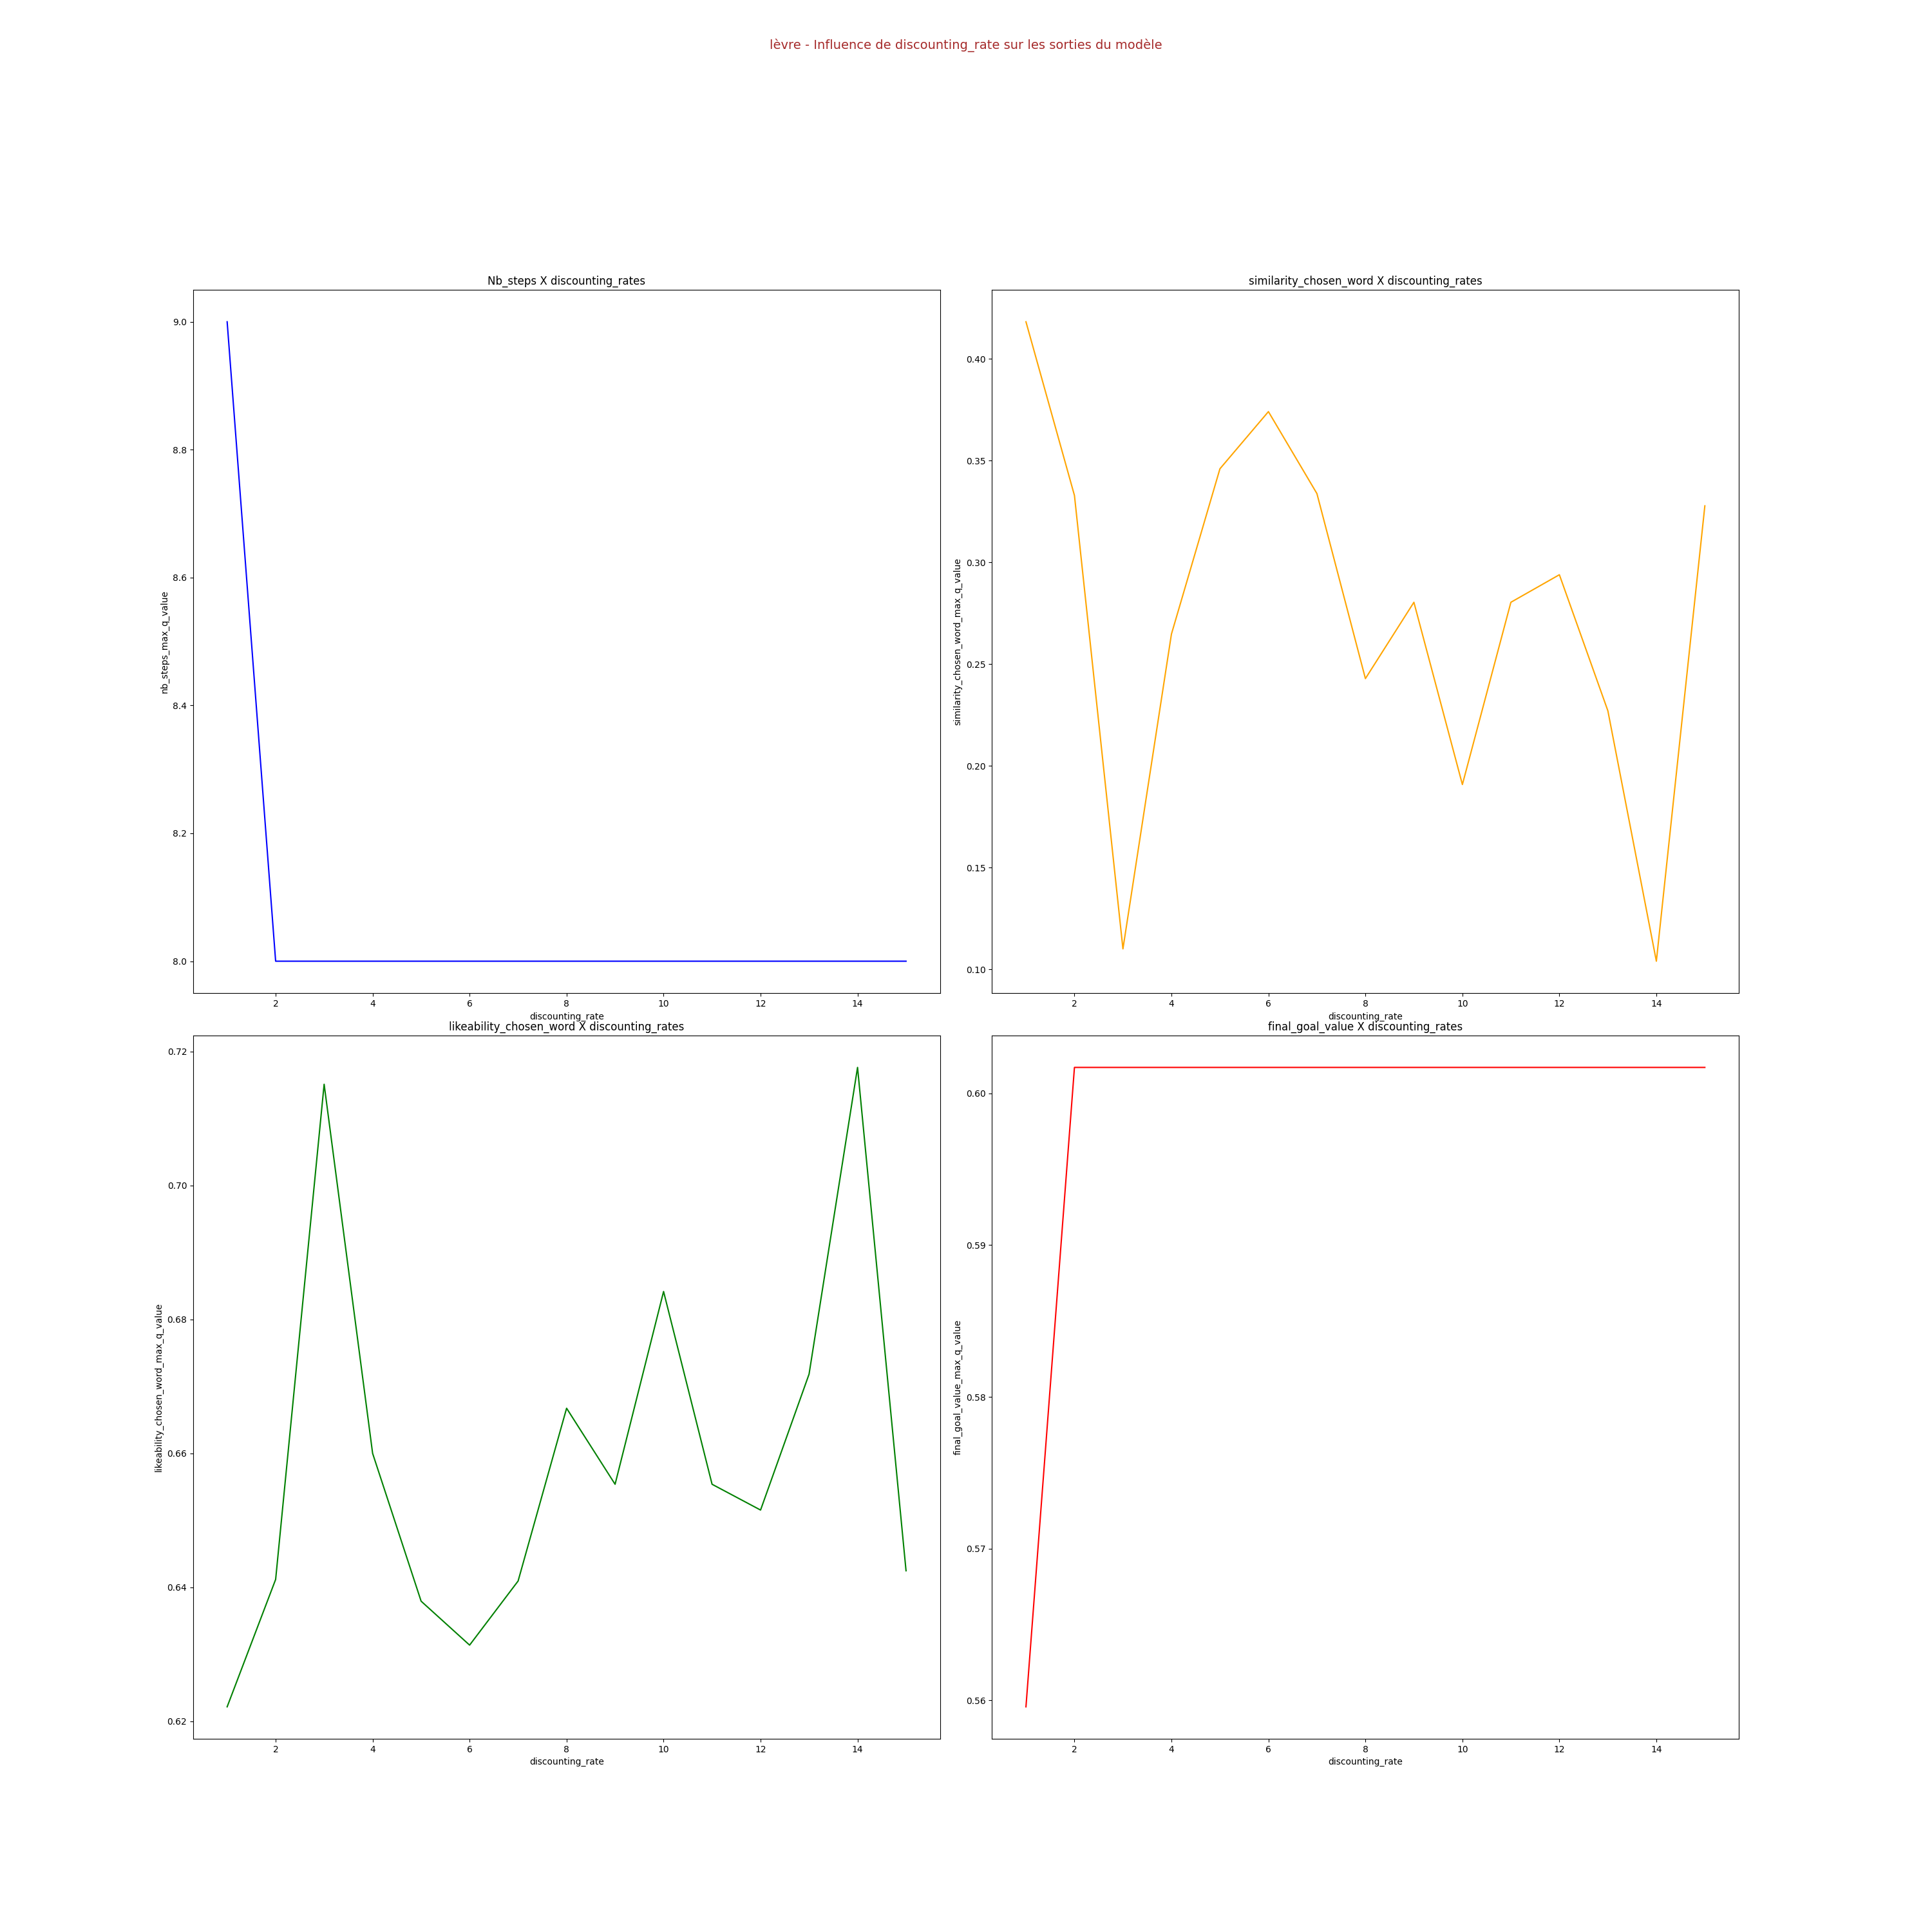 lèvre - Influence de discounting_rate sur les sorties du modèle
Nb_steps X discounting_rates
9.0
8.8
8.6
8.4
8.2
8.0
nb_steps_max_q_value
2 4 6 8 10 12 14
discounting_rate
similarity_chosen_word X discounting_rates
0.40
0.35
0.30
0.25
0.20
0.15
0.10
similarity_chosen_word_max_q_value
2 4 6 8 10 12 14
discounting_rate
likeability_chosen_word X discounting_rates
0.72
0.70
0.68
0.66
0.64
0.62
likeability_chosen_word_max_q_value
2 4 6 8 10 12 14
discounting_rate
final_goal_value X discounting_rates
0.60
0.59
0.58
0.57
0.56
final_goal_value_max_q_value
2 4 6 8 10 12 14
discounting_rate